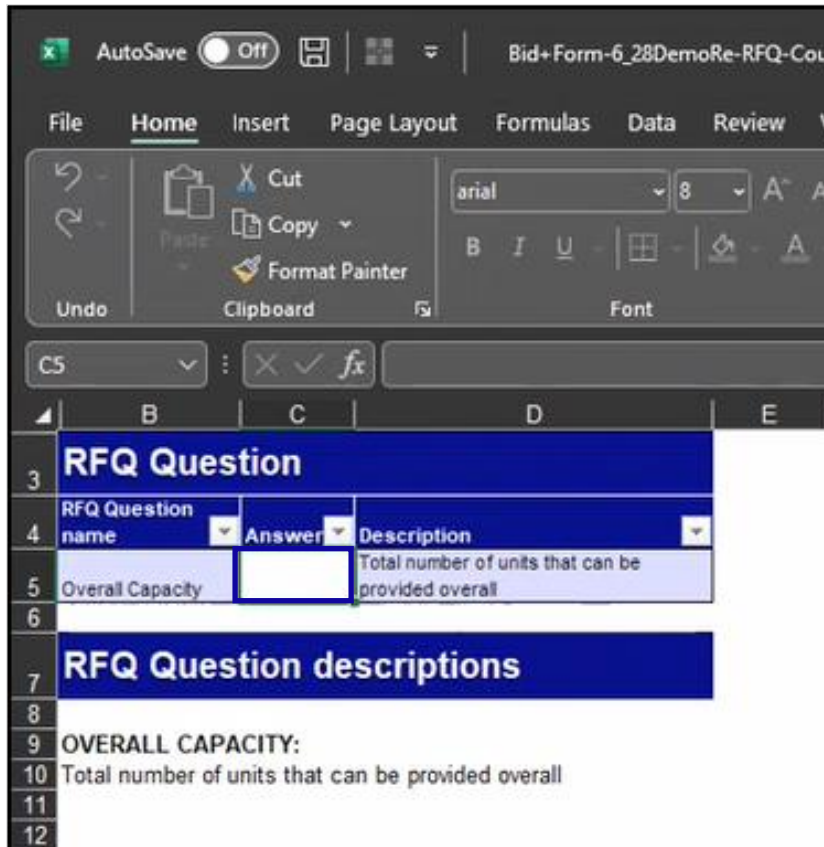 AutoSave Off Bid+Form-6_28DemoRe-RFQ-Cou
File Home Insert Page Layout Formulas Data Review
Cut
Copy
Paste
Format Painter
arial 8
B I U A
Undo Clipboard Font
C5 fx
B C D E
3 RFQ Question
RFQ Question
4 name Answer Description
Total number of units that can be
5 Overall Capacity provided overall
6
7 RFQ Question descriptions
8
9 OVERALL CAPACITY:
10 Total number of units that can be provided overall
11
12